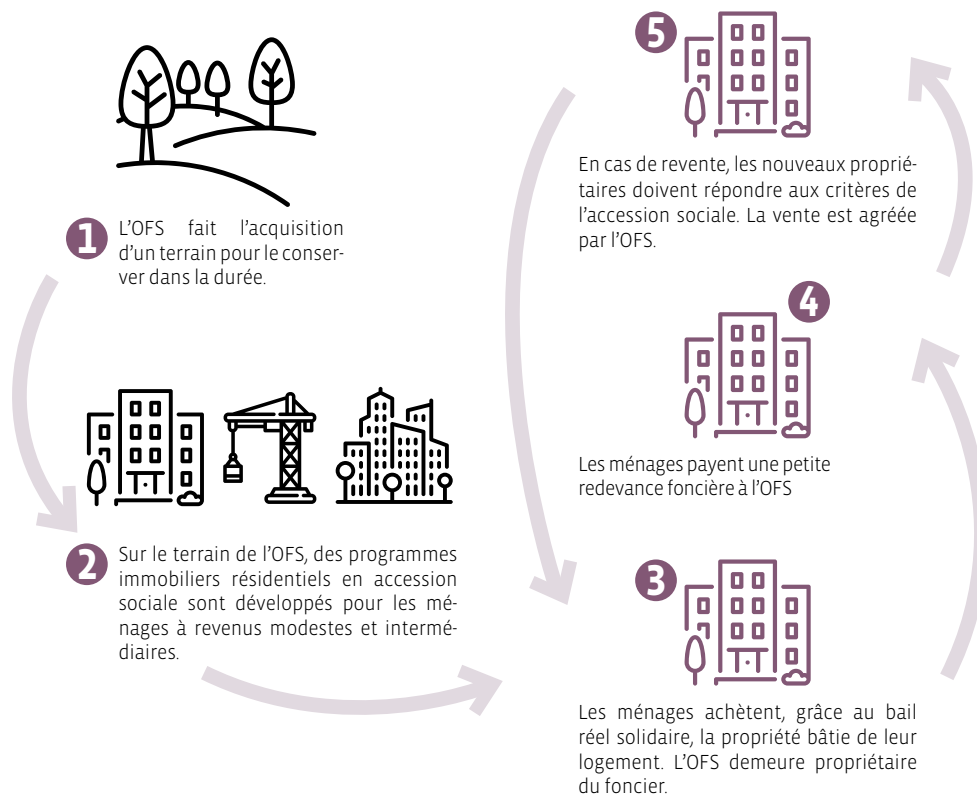 1
L'OFS fait l'acquisition
d'un terrain pour le conser-
ver dans la durée.
2
Sur le terrain de l'OFS, des programmes
immobiliers résidentiels en accession
sociale sont développés pour les mé-
nages à revenus modestes et intermé-
diaires.
3
Les ménages achètent, grâce au bail
réel solidaire, la propriété bâtie de leur
logement. L'OFS demeure propriétaire
du foncier.
4
Les ménages payent une petite
redevance foncière à l'OFS
5
En cas de revente, les nouveaux proprié-
taires doivent répondre aux critères de
l'accession sociale. La vente est agréée
par l'OFS.